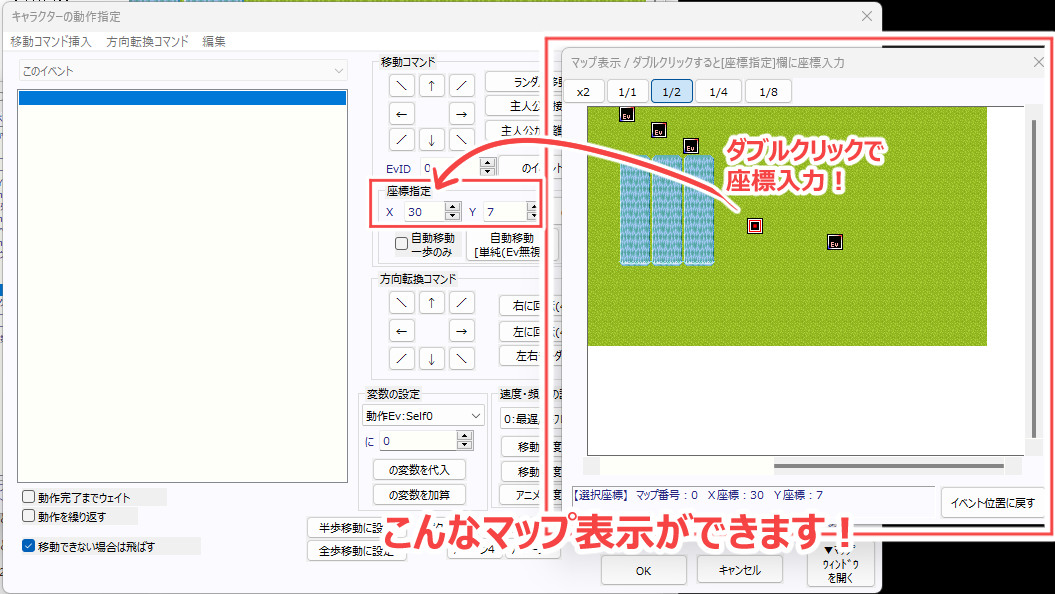 キャラクターの動作指定
移動コマンド挿入 方向転換コマンド 編集
このイベント
動作完了までウェイト
動作を繰り返す
移動できない場合は飛ばす
移動コマンド
ランダ
主人公
主人公か
EvID 0
のイ
座標指定
X 30 Y 7
自動移動
一歩のみ
自動移動
[単純(Ev無視
方向転換コマンド
右に回
左に回
左右
変数の設定
動作Ev:Self0
に 0
の変数を代入
の変数を加算
速度・頻
0:最遅
移動
移動
アニメ
半歩移動に設
全歩移動に設定
OK
キャンセル
▼マップ
ウィンドウ
を開く
マップ表示 / ダブルクリックすると[座標指定]欄に座標入力
x2 1/1 1/2 1/4 1/8
Ev
Ev
Ev
Ev
ダブルクリックで
座標入力！
【選択座標】 マップ番号：0 X座標：30 Y座標：7
イベント位置に戻す
こんなマップ表示ができます！